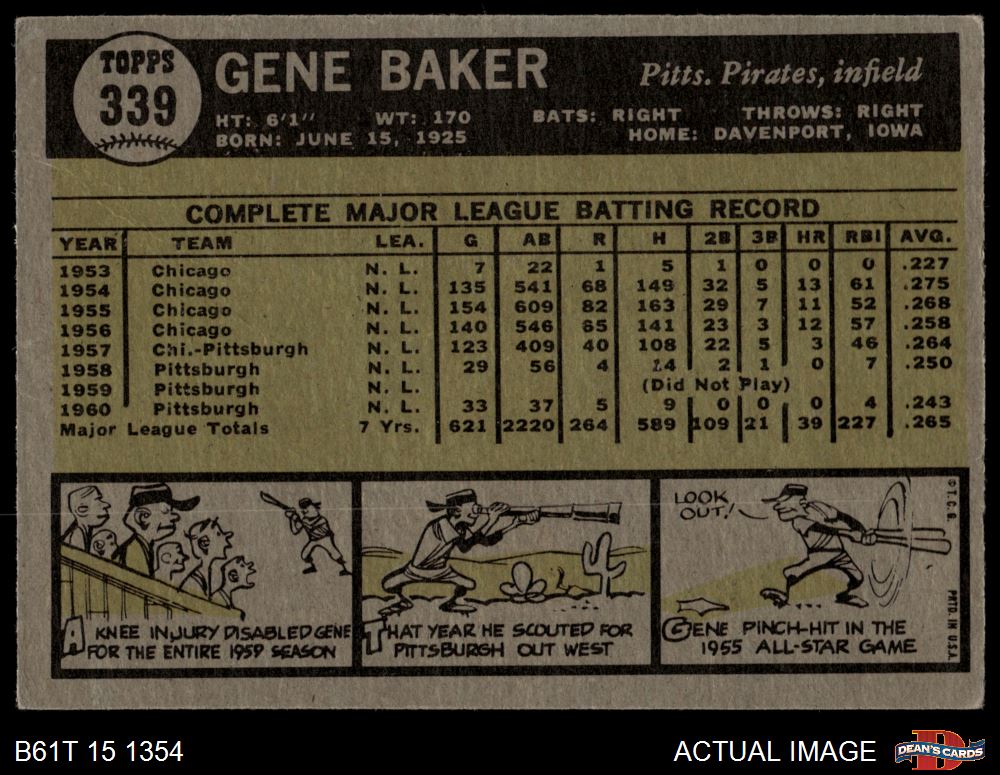 TOPPS
339
GENE BAKER
Pitts. Pirates, infield
HT: 6'1" WT: 170 BATS: RIGHT THROWS: RIGHT
BORN: JUNE 15, 1925 HOME: DAVENPORT, IOWA
COMPLETE MAJOR LEAGUE BATTING RECORD
YEAR TEAM LEA. G AB R H 2B 3B HR RBI AVG.
1953 Chicago N. L. 7 22 1 5 1 0 0 0 .227
1954 Chicago N. L. 135 541 68 149 32 5 13 61 .275
1955 Chicago N. L. 154 609 82 163 29 7 11 52 .268
1956 Chicago N. L. 140 546 65 141 23 3 12 57 .258
1957 Chi.-Pittsburgh N. L. 123 409 40 108 22 5 3 46 .264
1958 Pittsburgh N. L. 29 56 4 14 2 1 0 7 .250
1959 Pittsburgh N. L. (Did Not Play)
1960 Pittsburgh N. L. 33 37 5 9 0 0 0 4 .243
Major League Totals 7 Yrs. 621 2220 264 589 109 21 39 227 .265
A KNEE INJURY DISABLED GENE
FOR THE ENTIRE 1959 SEASON
THAT YEAR HE SCOUTED FOR
PITTSBURGH OUT WEST
LOOK
OUT!
GENE PINCH-HIT IN THE
1955 ALL-STAR GAME
© T.C.G. PRTD. IN U.S.A.
B61T 15 1354
ACTUAL IMAGE
D
DEAN'S CARDS